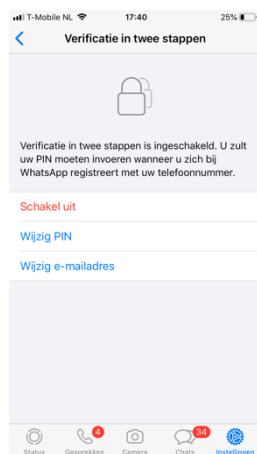 T-Mobile NL 17:40 25%
Verificatie in twee stappen
Verificatie in twee stappen is ingeschakeld. U zult
uw PIN moeten invoeren wanneer u zich bij
WhatsApp registreert met uw telefoonnummer.
Schakel uit
Wijzig PIN
Wijzig e-mailadres
4 34
Status Gesprekken Camera Chats Instellingen